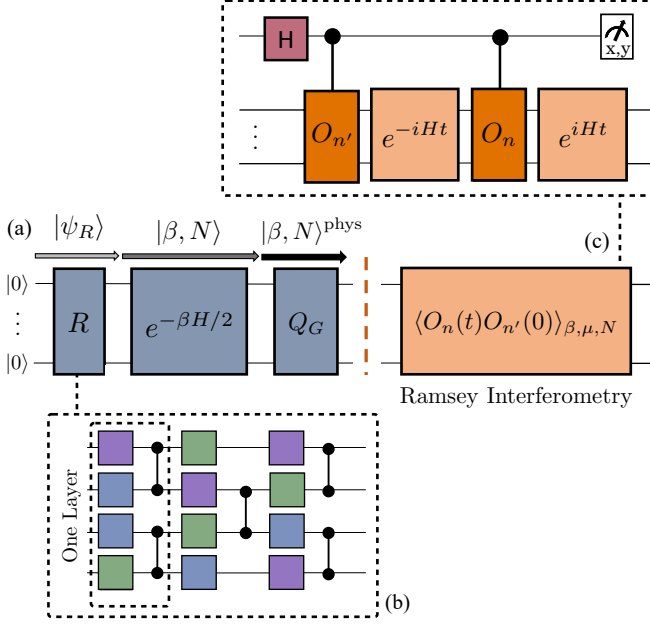 H
x,y
O_{n'}
e^{-iHt}
O_n
e^{iHt}
⋮
(a)
|ψ_R⟩
|β, N⟩
|β, N⟩^{phys}
(c)
|0⟩
⋮
|0⟩
R
e^{-βH/2}
Q_G
⟨O_n(t)O_{n'}(0)⟩_{β,μ,N}
Ramsey Interferometry
One Layer
(b)